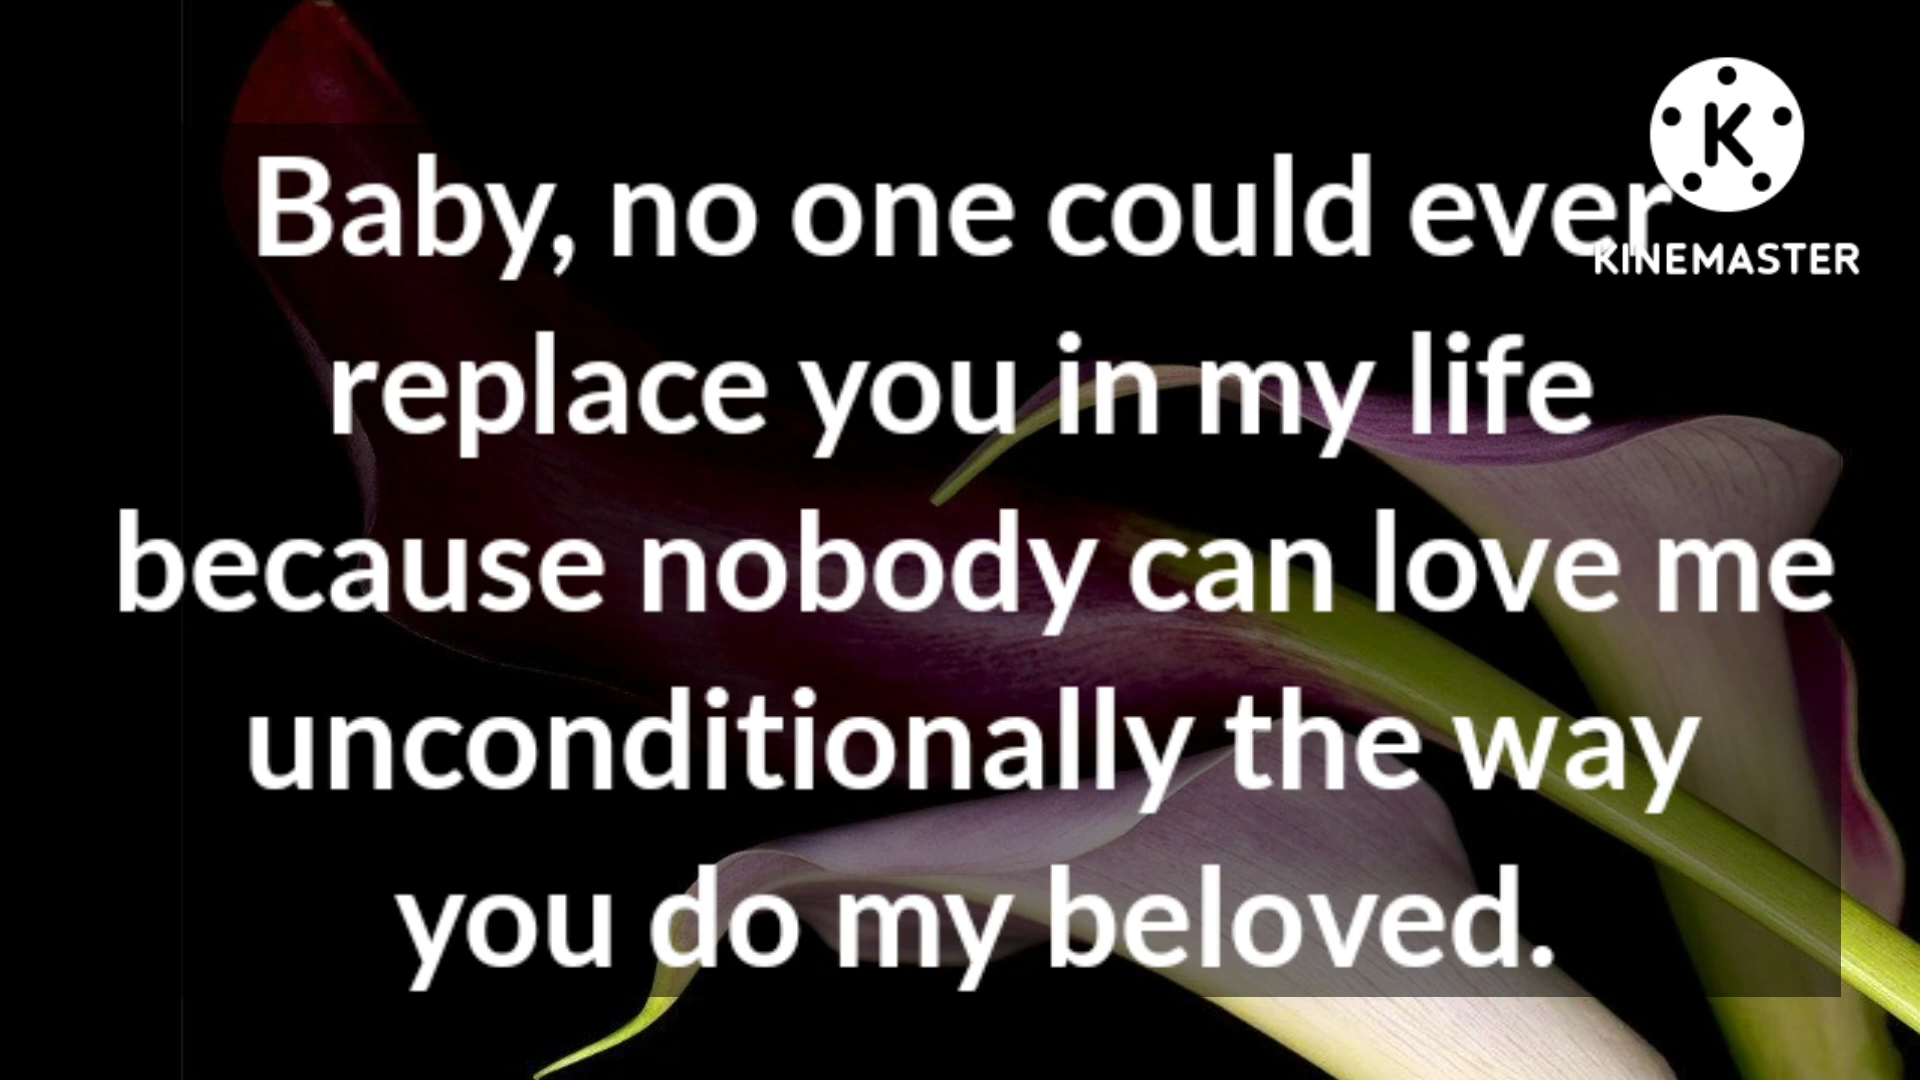 Baby, no one could ever
KINEMASTER
replace you in my life
because nobody can love me
unconditionally the way
you do my beloved.